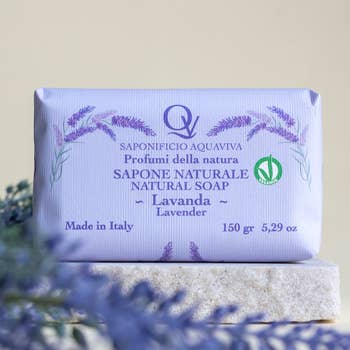 QV
SAPONIFICIO AQUAVIVA
Profumi della natura
SAPONE NATURALE
NATURAL SOAP
~ Lavanda ~
Lavender
Made in Italy
150 gr 5,29 oz